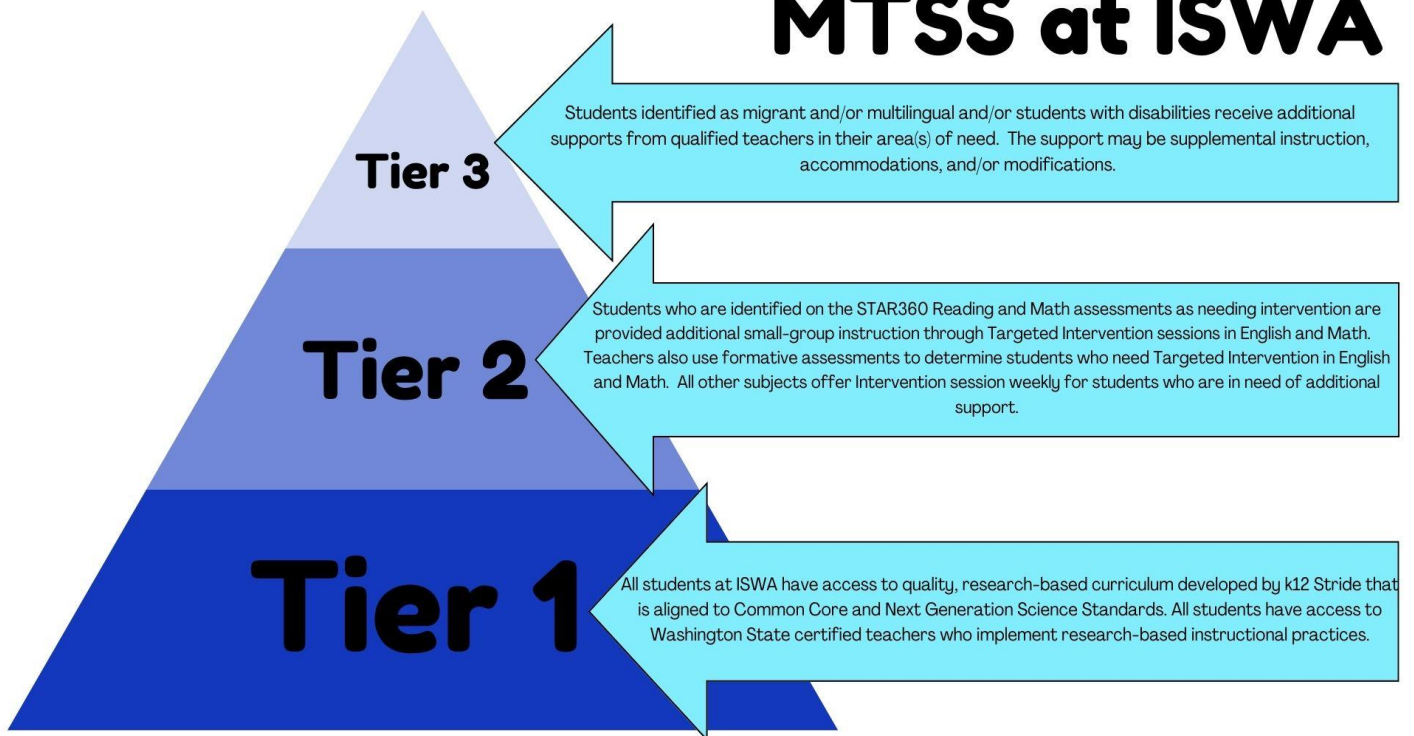 MTSS at ISWA
Students identified as migrant and/or multilingual and/or students with disabilities receive additional
supports from qualified teachers in their area(s) of need.  The support may be supplemental instruction,
accommodations, and/or modifications.
Tier 3
Students who are identified on the STAR360 Reading and Math assessments as needing intervention are
provided additional small-group instruction through Targeted Intervention sessions in English and Math.
Teachers also use formative assessments to determine students who need Targeted Intervention in English
and Math.  All other subjects offer Intervention session weekly for students who are in need of additional
support.
Tier 2
All students at ISWA have access to quality, research-based curriculum developed by k12 Stride that
is aligned to Common Core and Next Generation Science Standards. All students have access to
Washington State certified teachers who implement research-based instructional practices.
Tier 1